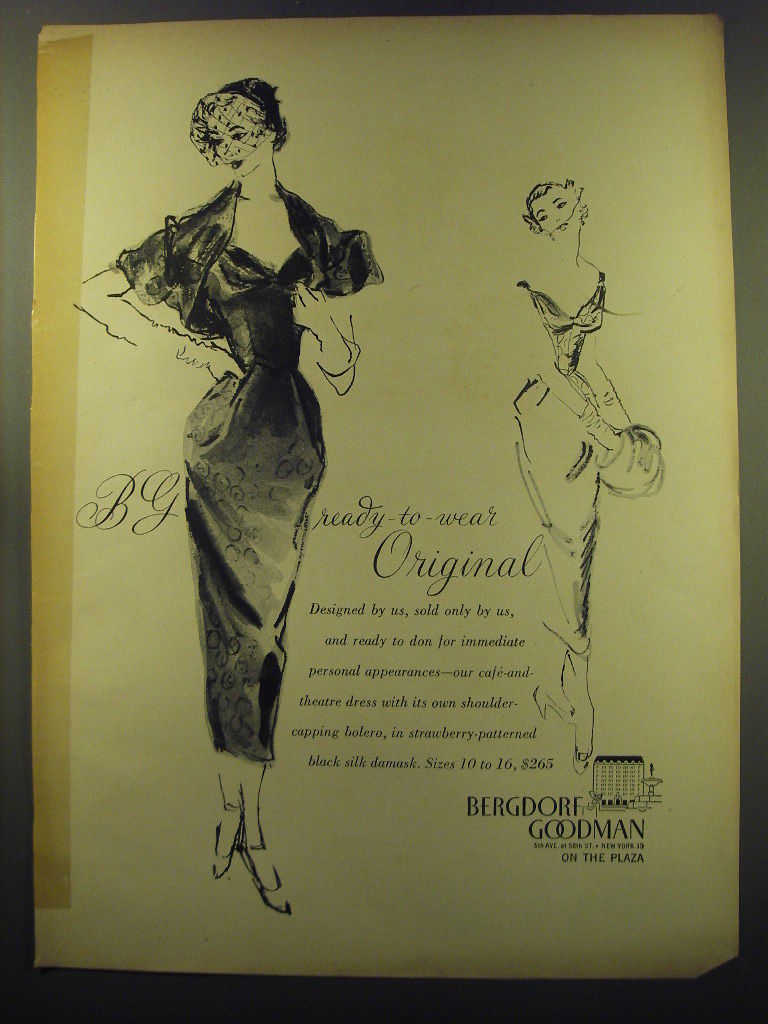 BG ready-to-wear
Original
Designed by us, sold only by us,
and ready to don for immediate
personal appearances—our café-and-
theatre dress with its own shoulder-
capping bolero, in strawberry-patterned
black silk damask. Sizes 10 to 16, $265
BERGDORF
GOODMAN
5th AVE. at 58th ST. • NEW YORK 19
ON THE PLAZA